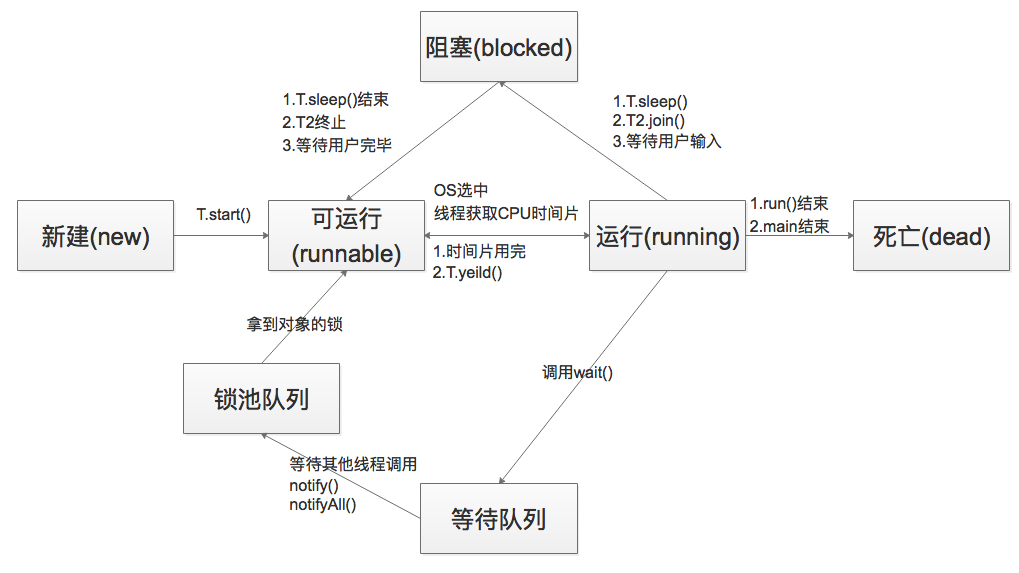 阻塞(blocked)
1.T.sleep()结束
2.T2终止
3.等待用户完毕
1.T.sleep()
2.T2.join()
3.等待用户输入
新建(new)
T.start()
可运行
(runnable)
OS选中
线程获取CPU时间片
1.时间片用完
2.T.yeild()
运行(running)
1.run()结束
2.main结束
死亡(dead)
拿到对象的锁
调用wait()
锁池队列
等待其他线程调用
notify()
notifyAll()
等待队列